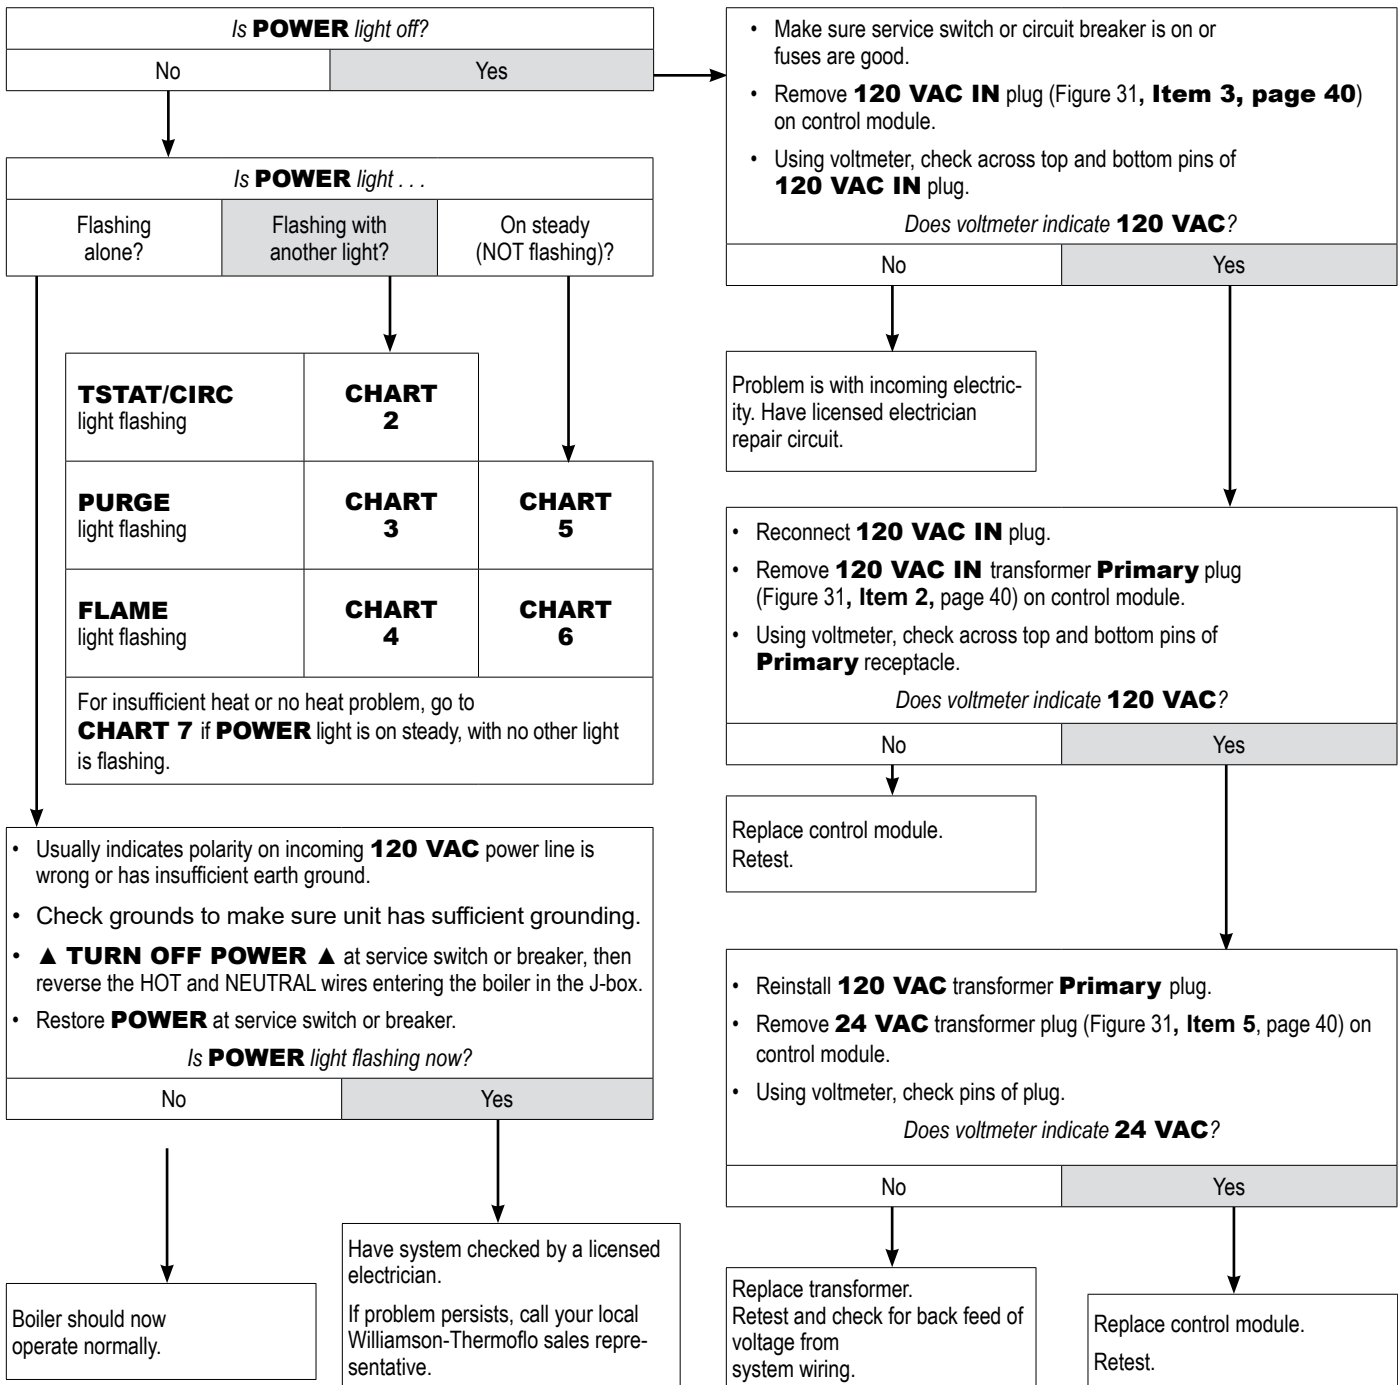 Is POWER light off?
No
Yes
Is POWER light . . .
Flashing
alone?
Flashing with
another light?
On steady
(NOT flashing)?
TSTAT/CIRC
light flashing
CHART
2
PURGE
light flashing
CHART
3
CHART
5
FLAME
light flashing
CHART
4
CHART
6
For insufficient heat or no heat problem, go to
CHART 7 if POWER light is on steady, with no other light
is flashing.
• Usually indicates polarity on incoming 120 VAC power line is
wrong or has insufficient earth ground.
• Check grounds to make sure unit has sufficient grounding.
• ▲ TURN OFF POWER ▲ at service switch or breaker, then
reverse the HOT and NEUTRAL wires entering the boiler in the J-box.
• Restore POWER at service switch or breaker.
Is POWER light flashing now?
No
Yes
Boiler should now
operate normally.
Have system checked by a licensed
electrician.
If problem persists, call your local
Williamson-Thermoflo sales repre-
sentative.
• Make sure service switch or circuit breaker is on or
fuses are good.
• Remove 120 VAC IN plug (Figure 31, Item 3, page 40)
on control module.
• Using voltmeter, check across top and bottom pins of
120 VAC IN plug.
Does voltmeter indicate 120 VAC?
No
Yes
Problem is with incoming electric-
ity. Have licensed electrician
repair circuit.
• Reconnect 120 VAC IN plug.
• Remove 120 VAC IN transformer Primary plug
(Figure 31, Item 2, page 40) on control module.
• Using voltmeter, check across top and bottom pins of
Primary receptacle.
Does voltmeter indicate 120 VAC?
No
Yes
Replace control module.
Retest.
• Reinstall 120 VAC transformer Primary plug.
• Remove 24 VAC transformer plug (Figure 31, Item 5, page 40) on
control module.
• Using voltmeter, check pins of plug.
Does voltmeter indicate 24 VAC?
No
Yes
Replace transformer.
Retest and check for back feed of
voltage from
system wiring.
Replace control module.
Retest.